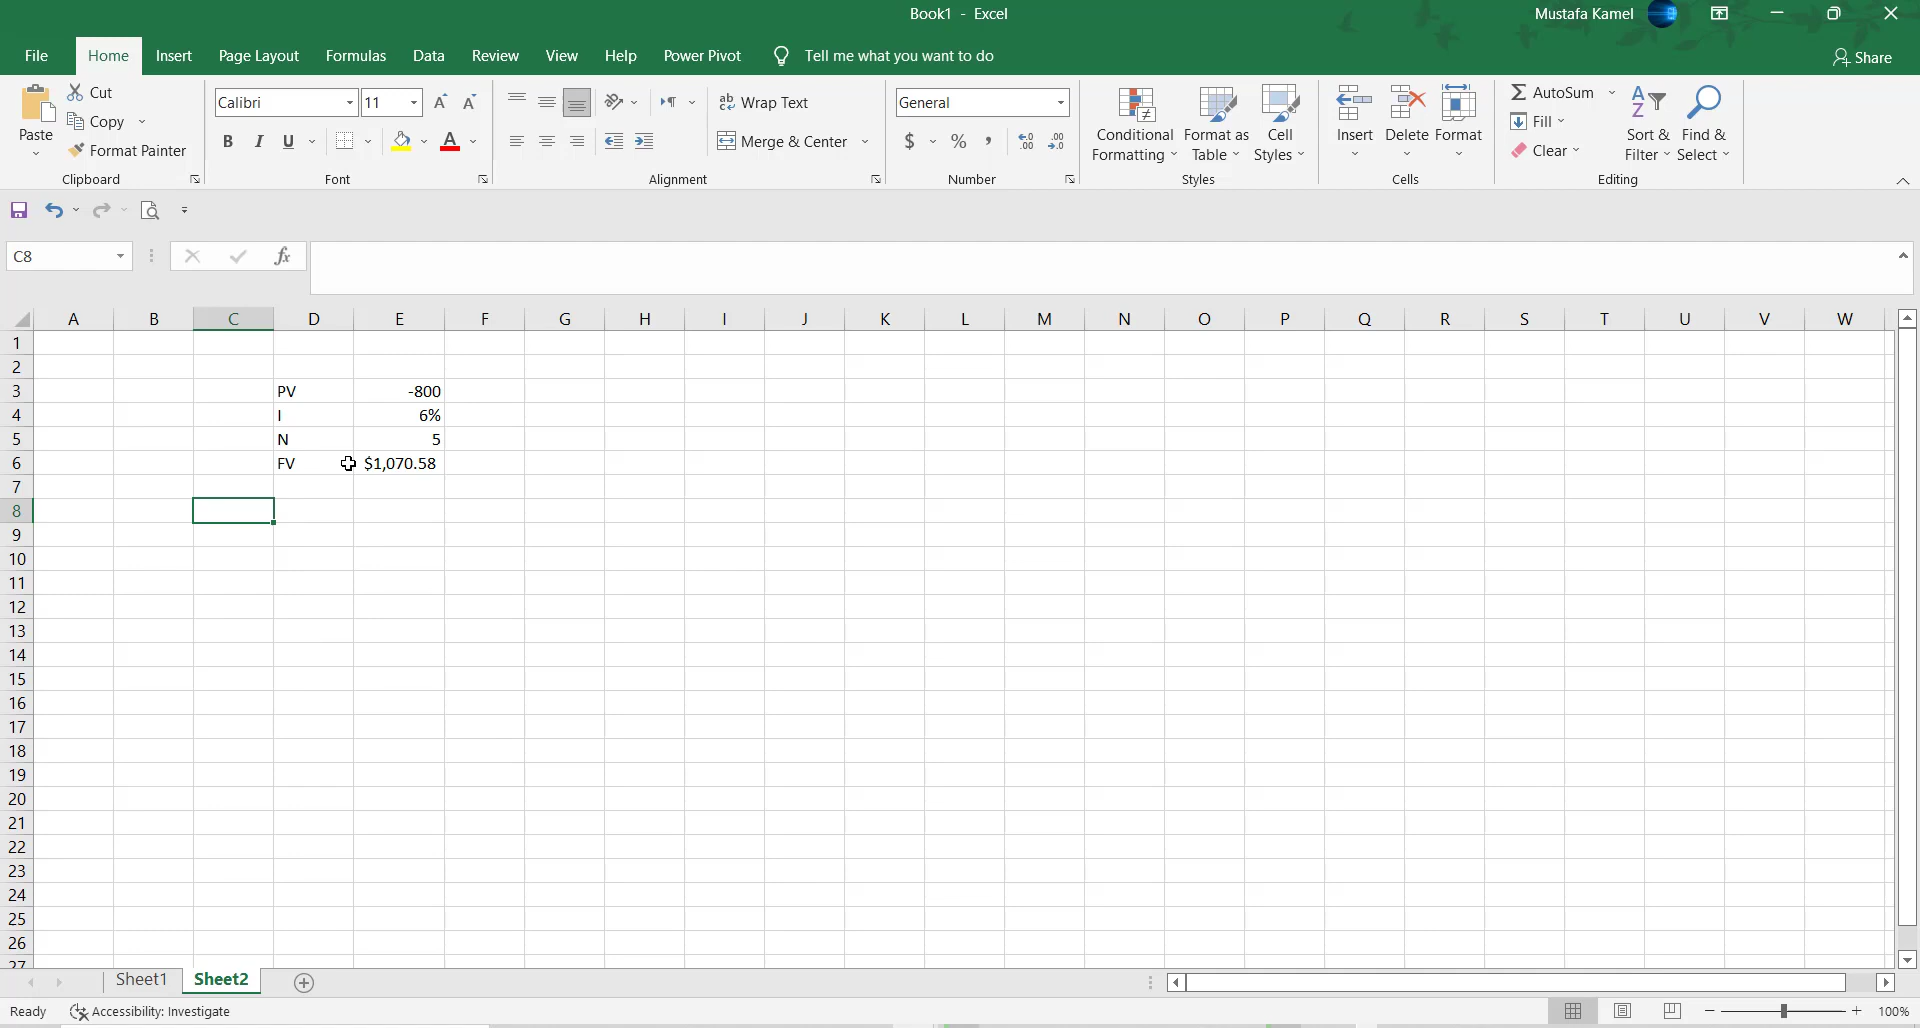 Book1 - Excel
Mustafa Kamel
File Home Insert Page Layout Formulas Data Review View Help Power Pivot Tell me what you want to do
Share
Paste
Cut
Copy
Format Painter
Clipboard
Calibri 11
B I U
Font
Wrap Text
Merge & Center
Alignment
General
$ % ,
Number
Conditional Formatting
Format as Table
Cell Styles
Styles
Insert Delete Format
Cells
AutoSum
Fill
Clear
Sort & Filter
Find & Select
Editing
C8
fx
A B C D E F G H I J K L M N O P Q R S T U V W
1
2
3 PV -800
4 I 6%
5 N 5
6 FV $1,070.58
7
8
9
10
11
12
13
14
15
16
17
18
19
20
21
22
23
24
25
26
27
Sheet1 Sheet2
Ready Accessibility: Investigate
100%